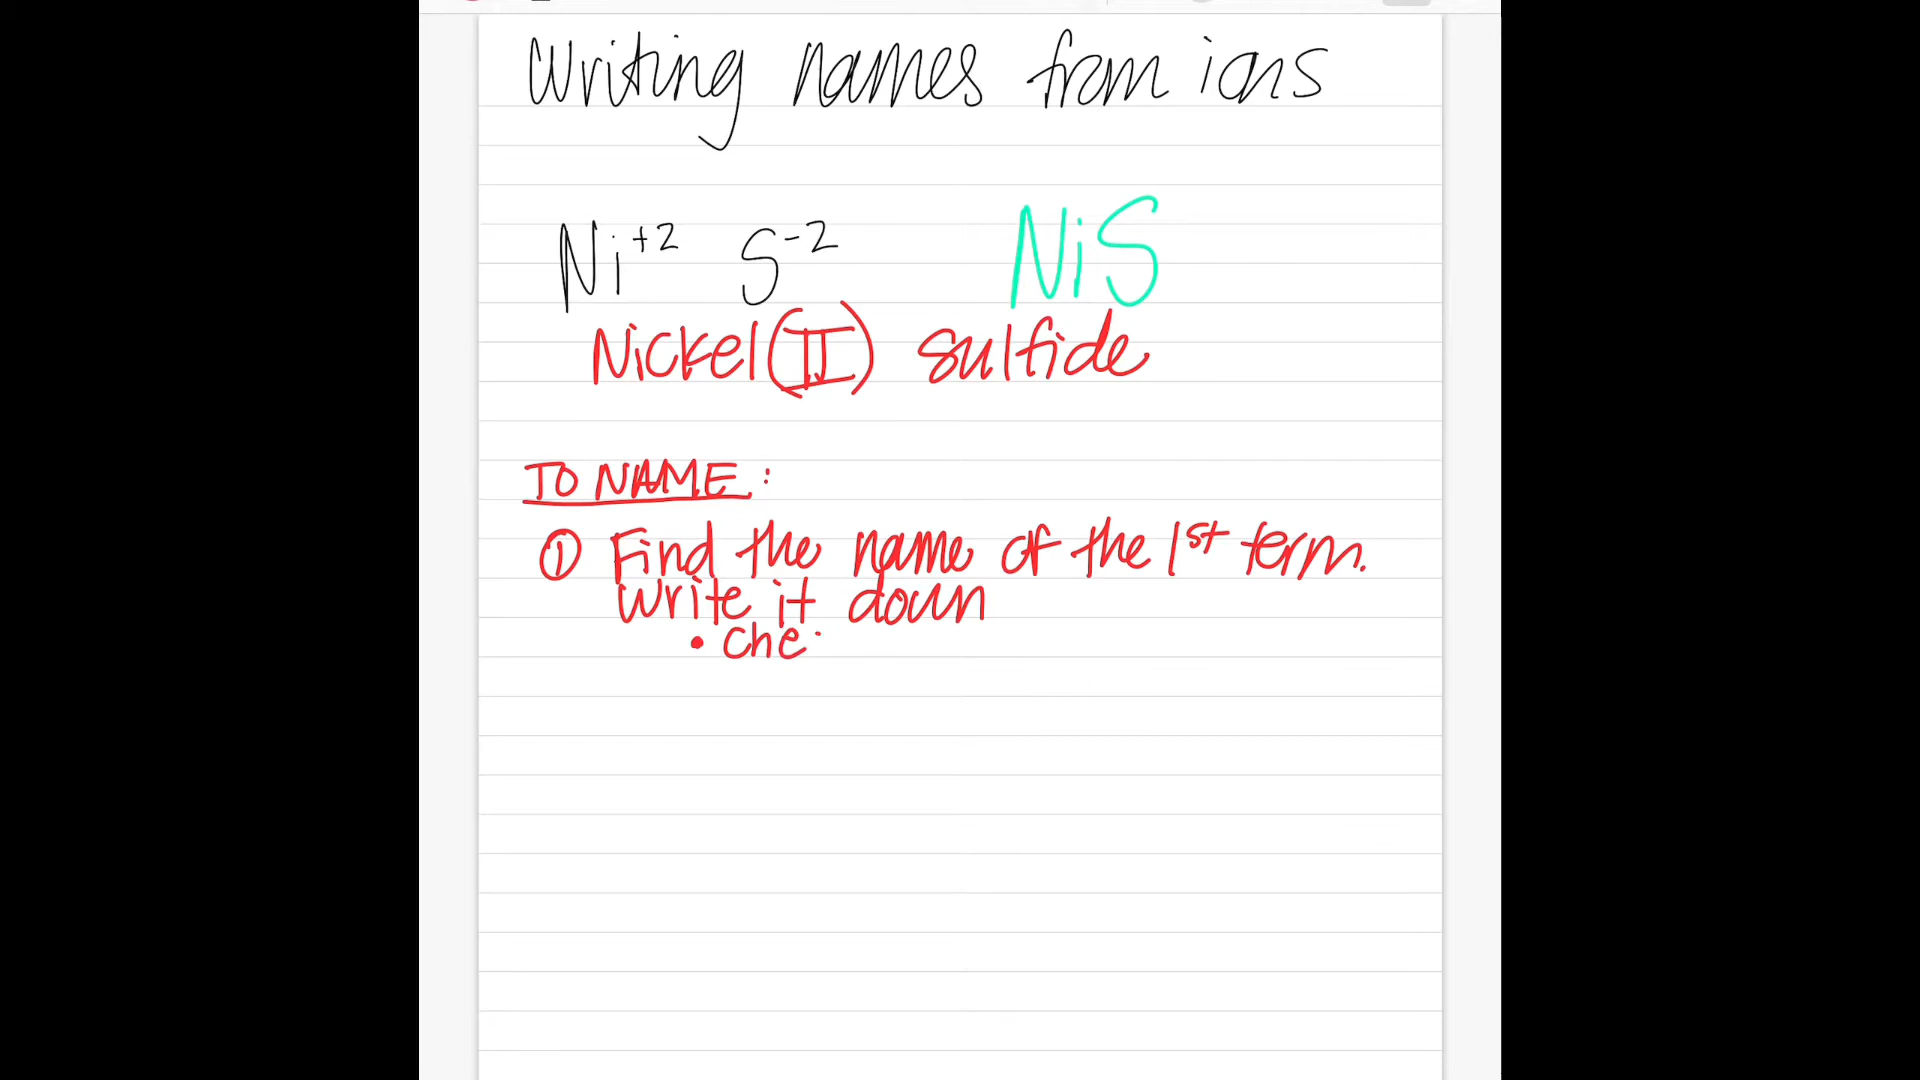 Writing names from ions
Ni+2 S-2 NiS
Nickel(II) sulfide
TO NAME:
① Find the name of the 1st term.
Write it down
• Che